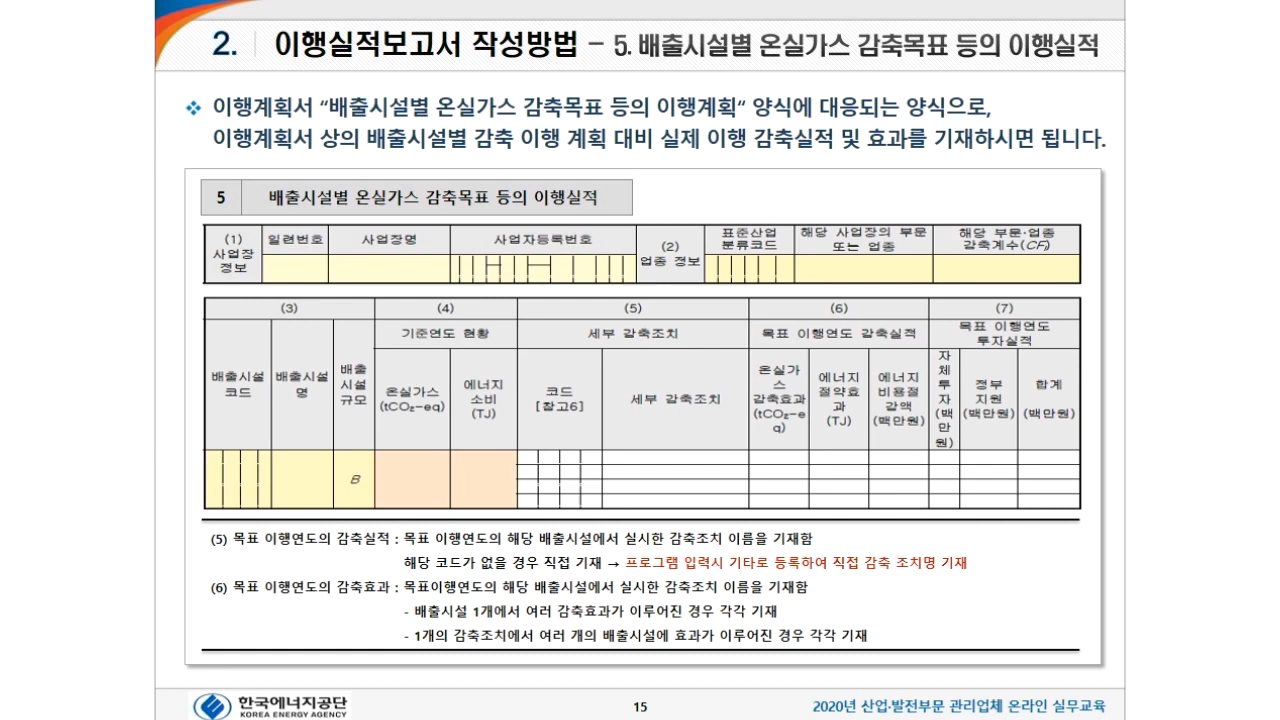 2. 이행실적보고서 작성방법 – 5. 배출시설별 온실가스 감축목표 등의 이행실적
❖ 이행계획서 “배출시설별 온실가스 감축목표 등의 이행계획“ 양식에 대응되는 양식으로,
이행계획서 상의 배출시설별 감축 이행 계획 대비 실제 이행 감축실적 및 효과를 기재하시면 됩니다.
5 배출시설별 온실가스 감축목표 등의 이행실적
(1) 사업장 정보
일련번호
사업장명
사업자등록번호
(2) 업종 정보
표준산업 분류코드
해당 사업장의 부문 또는 업종
해당 부문·업종 감축계수(CFᵢ)
(3)
(4)
(5)
(6)
(7)
기준연도 현황
세부 감축조치
목표 이행연도 감축실적
목표 이행연도 투자실적
배출시설 코드
배출시설 명
배출 시설 규모
온실가스 (tCO₂-eq)
에너지 소비 (TJ)
코드 [참고6]
세부 감축조치
온실가스 감축효과 (tCO₂-eq)
에너지 절약효과 (TJ)
에너지 비용절감액 (백만원)
자체투자 (백만원)
정부 지원 (백만원)
합계 (백만원)
B
(5) 목표 이행연도의 감축실적 : 목표 이행연도의 해당 배출시설에서 실시한 감축조치 이름을 기재함
해당 코드가 없을 경우 직접 기재 → 프로그램 입력시 기타로 등록하여 직접 감축 조치명 기재
(6) 목표 이행연도의 감축효과 : 목표이행연도의 해당 배출시설에서 실시한 감축조치 이름을 기재함
- 배출시설 1개에서 여러 감축효과가 이루어진 경우 각각 기재
- 1개의 감축조치에서 여러 개의 배출시설에 효과가 이루어진 경우 각각 기재
한국에너지공단
KOREA ENERGY AGENCY
15
2020년 산업·발전부문 관리업체 온라인 실무교육